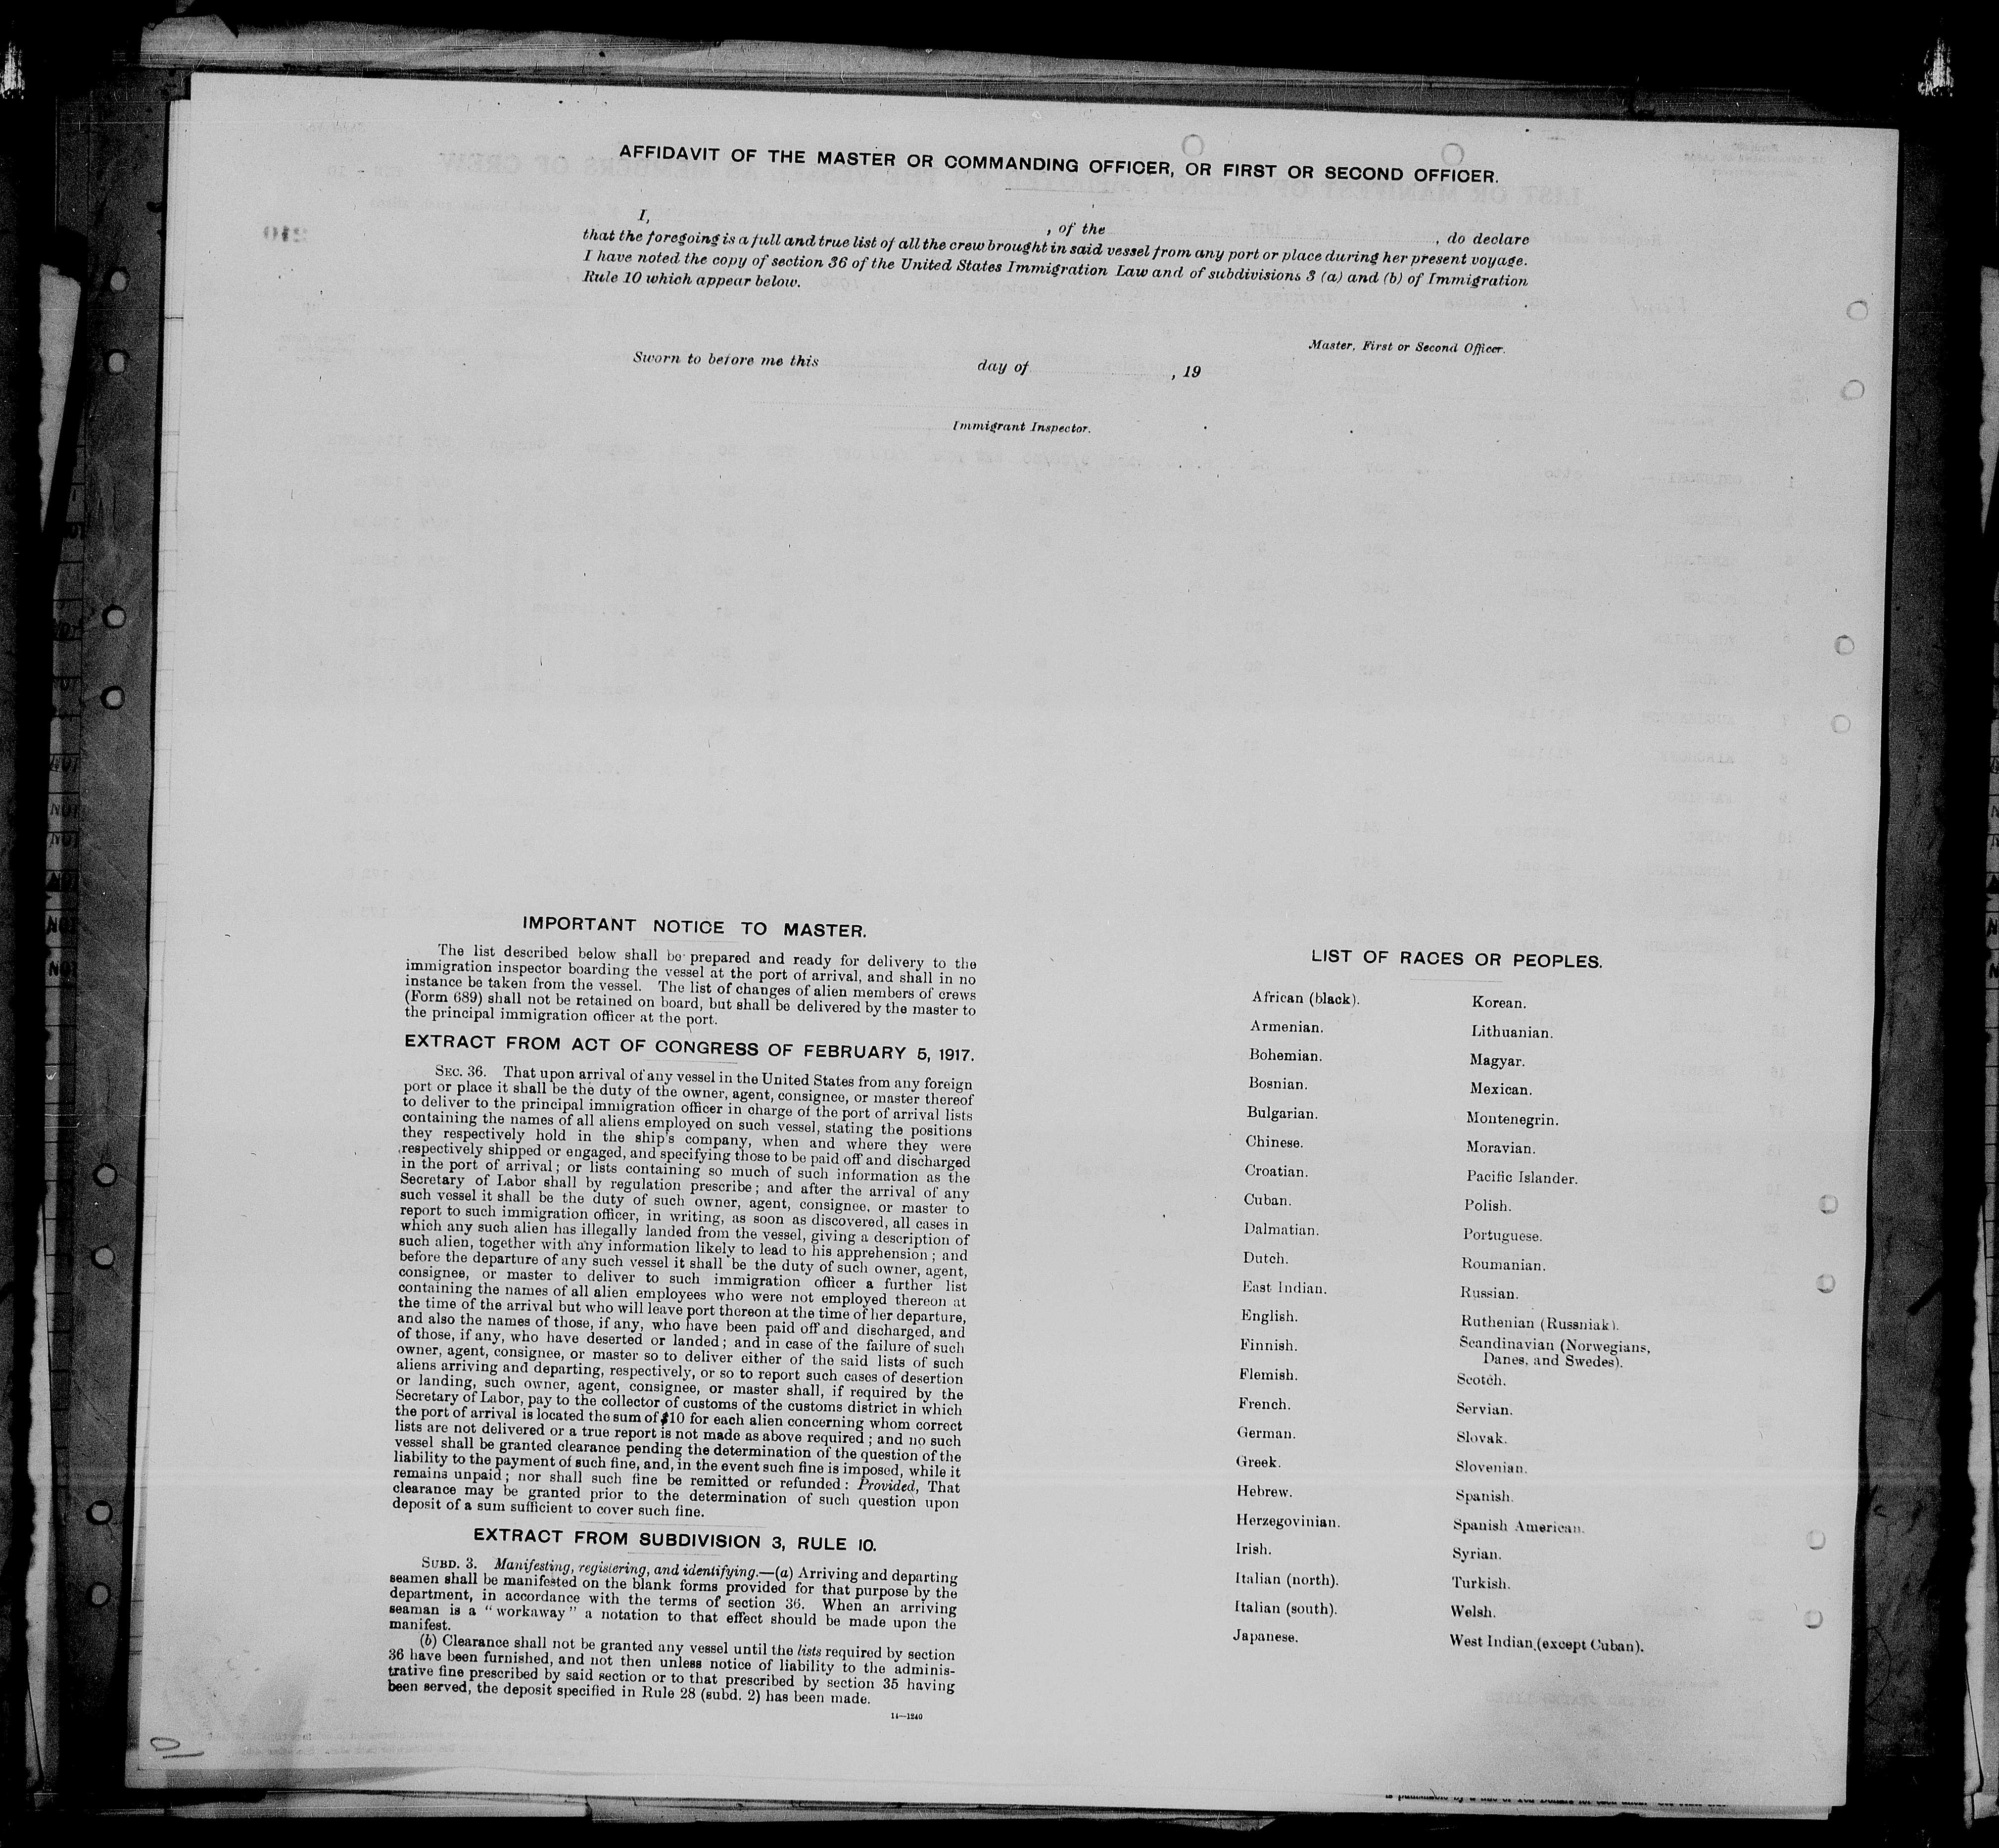 AFFIDAVIT OF THE MASTER OR COMMANDING OFFICER, OR FIRST OR SECOND OFFICER.
I, , of the , do declare
that the foregoing is a full and true list of all the crew brought in said vessel from any port or place during her present voyage.
I have noted the copy of section 36 of the United States Immigration Law and of subdivisions 3 (a) and (b) of Immigration
Rule 10 which appear below.
Master, First or Second Officer.
Sworn to before me this day of , 19
Immigrant Inspector.
IMPORTANT NOTICE TO MASTER.
The list described below shall be prepared and ready for delivery to the
immigration inspector boarding the vessel at the port of arrival, and shall in no
instance be taken from the vessel. The list of changes of alien members of crews
(Form 689) shall not be retained on board, but shall be delivered by the master to
the principal immigration officer at the port.
EXTRACT FROM ACT OF CONGRESS OF FEBRUARY 5, 1917.
SEC. 36. That upon arrival of any vessel in the United States from any foreign
port or place it shall be the duty of the owner, agent, consignee, or master thereof
to deliver to the principal immigration officer in charge of the port of arrival lists
containing the names of all aliens employed on such vessel, stating the positions
they respectively hold in the ship's company, when and where they were
respectively shipped or engaged, and specifying those to be paid off and discharged
in the port of arrival; or lists containing so much of such information as the
Secretary of Labor shall by regulation prescribe; and after the arrival of any
such vessel it shall be the duty of such owner, agent, consignee, or master to
report to such immigration officer, in writing, as soon as discovered, all cases in
which any such alien has illegally landed from the vessel, giving a description of
such alien, together with any information likely to lead to his apprehension; and
before the departure of any such vessel it shall be the duty of such owner, agent,
consignee, or master to deliver to such immigration officer a further list
containing the names of all alien employees who were not employed thereon at
the time of the arrival but who will leave port thereon at the time of her departure,
and also the names of those, if any, who have been paid off and discharged, and
of those, if any, who have deserted or landed; and in case of the failure of such
owner, agent, consignee, or master so to deliver either of the said lists of such
aliens arriving and departing, respectively, or so to report such cases of desertion
or landing, such owner, agent, consignee, or master shall, if required by the
Secretary of Labor, pay to the collector of customs of the customs district in which
the port of arrival is located the sum of $10 for each alien concerning whom correct
lists are not delivered or a true report is not made as above required; and no such
vessel shall be granted clearance pending the determination of the question of the
liability to the payment of such fine, and, in the event such fine is imposed, while it
remains unpaid; nor shall such fine be remitted or refunded: Provided, That
clearance may be granted prior to the determination of such question upon
deposit of a sum sufficient to cover such fine.
EXTRACT FROM SUBDIVISION 3, RULE 10.
SUBD. 3. Manifesting, registering, and identifying.—(a) Arriving and departing
seamen shall be manifested on the blank forms provided for that purpose by the
department, in accordance with the terms of section 36. When an arriving
seaman is a "workaway" a notation to that effect should be made upon the
manifest.
(b) Clearance shall not be granted any vessel until the lists required by section
36 have been furnished, and not then unless notice of liability to the adminis-
trative fine prescribed by said section or to that prescribed by section 35 having
been served, the deposit specified in Rule 28 (subd. 2) has been made.
14—1240
LIST OF RACES OR PEOPLES.
African (black).
Armenian.
Bohemian.
Bosnian.
Bulgarian.
Chinese.
Croatian.
Cuban.
Dalmatian.
Dutch.
East Indian.
English.
Finnish.
Flemish.
French.
German.
Greek.
Hebrew.
Herzegovinian.
Irish.
Italian (north).
Italian (south).
Japanese.
Korean.
Lithuanian.
Magyar.
Mexican.
Montenegrin.
Moravian.
Pacific Islander.
Polish.
Portuguese.
Roumanian.
Russian.
Ruthenian (Russniak).
Scandinavian (Norwegians,
Danes, and Swedes).
Scotch.
Servian.
Slovak.
Slovenian.
Spanish.
Spanish American.
Syrian.
Turkish.
Welsh.
West Indian (except Cuban).